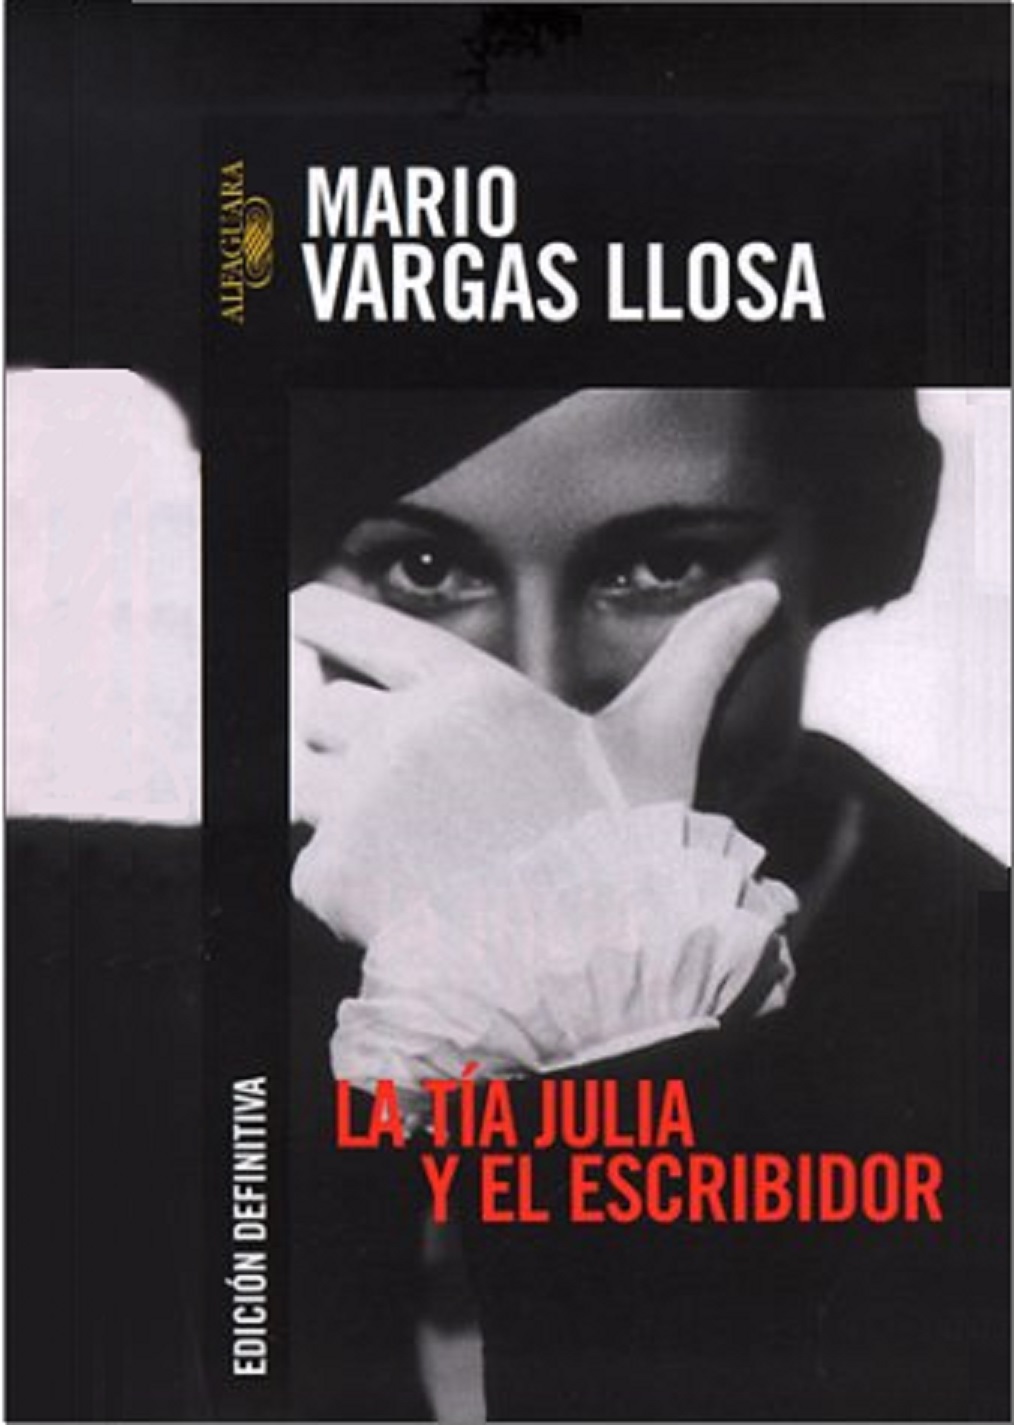 ALFAGUARA
MARIO
VARGAS LLOSA
LA TÍA JULIA
Y EL ESCRIBIDOR
EDICIÓN DEFINITIVA